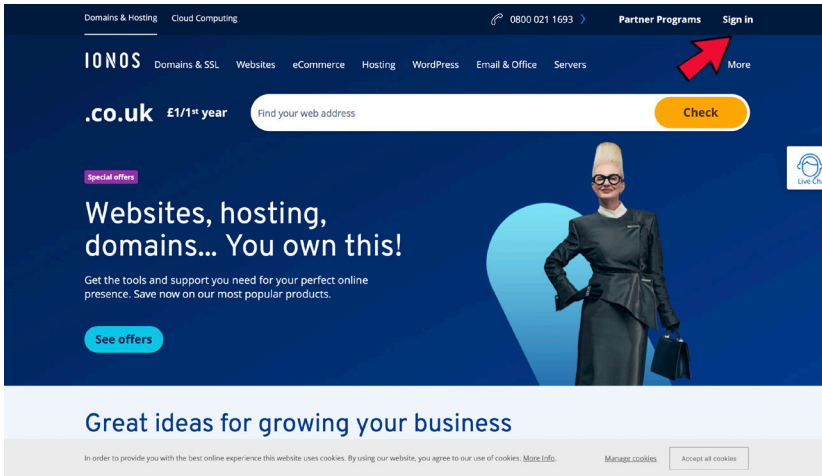 Domains & Hosting Cloud Computing 0800 021 1693 Partner Programs Sign in
IONOS Domains & SSL Websites eCommerce Hosting WordPress Email & Office Servers More
.co.uk £1/1st year Find your web address Check
Live Cha
Special offers
Websites, hosting,
domains... You own this!
Get the tools and support you need for your perfect online
presence. Save now on our most popular products.
See offers
Great ideas for growing your business
In order to provide you with the best online experience this website uses cookies. By using our website, you agree to our use of cookies. More Info. Manage cookies Accept all cookies